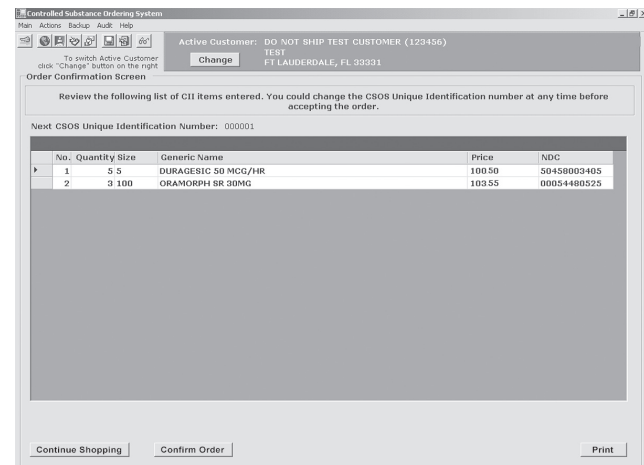 Controlled Substance Ordering System
Main Actions Backup Audit Help
To switch Active Customer
click "Change" button on the right
Change
Active Customer: DO NOT SHIP TEST CUSTOMER (123456)
TEST
FT LAUDERDALE, FL 33331
Order Confirmation Screen
Review the following list of CII items entered. You could change the CSOS Unique Identification number at any time before
accepting the order.
Next CSOS Unique Identification Number: 000001
No. Quantity Size Generic Name Price NDC
1 5 5 DURAGESIC 50 MCG/HR 100.50 50458003405
2 3 100 ORAMORPH SR 30MG 103.55 00054480525
Continue Shopping Confirm Order Print